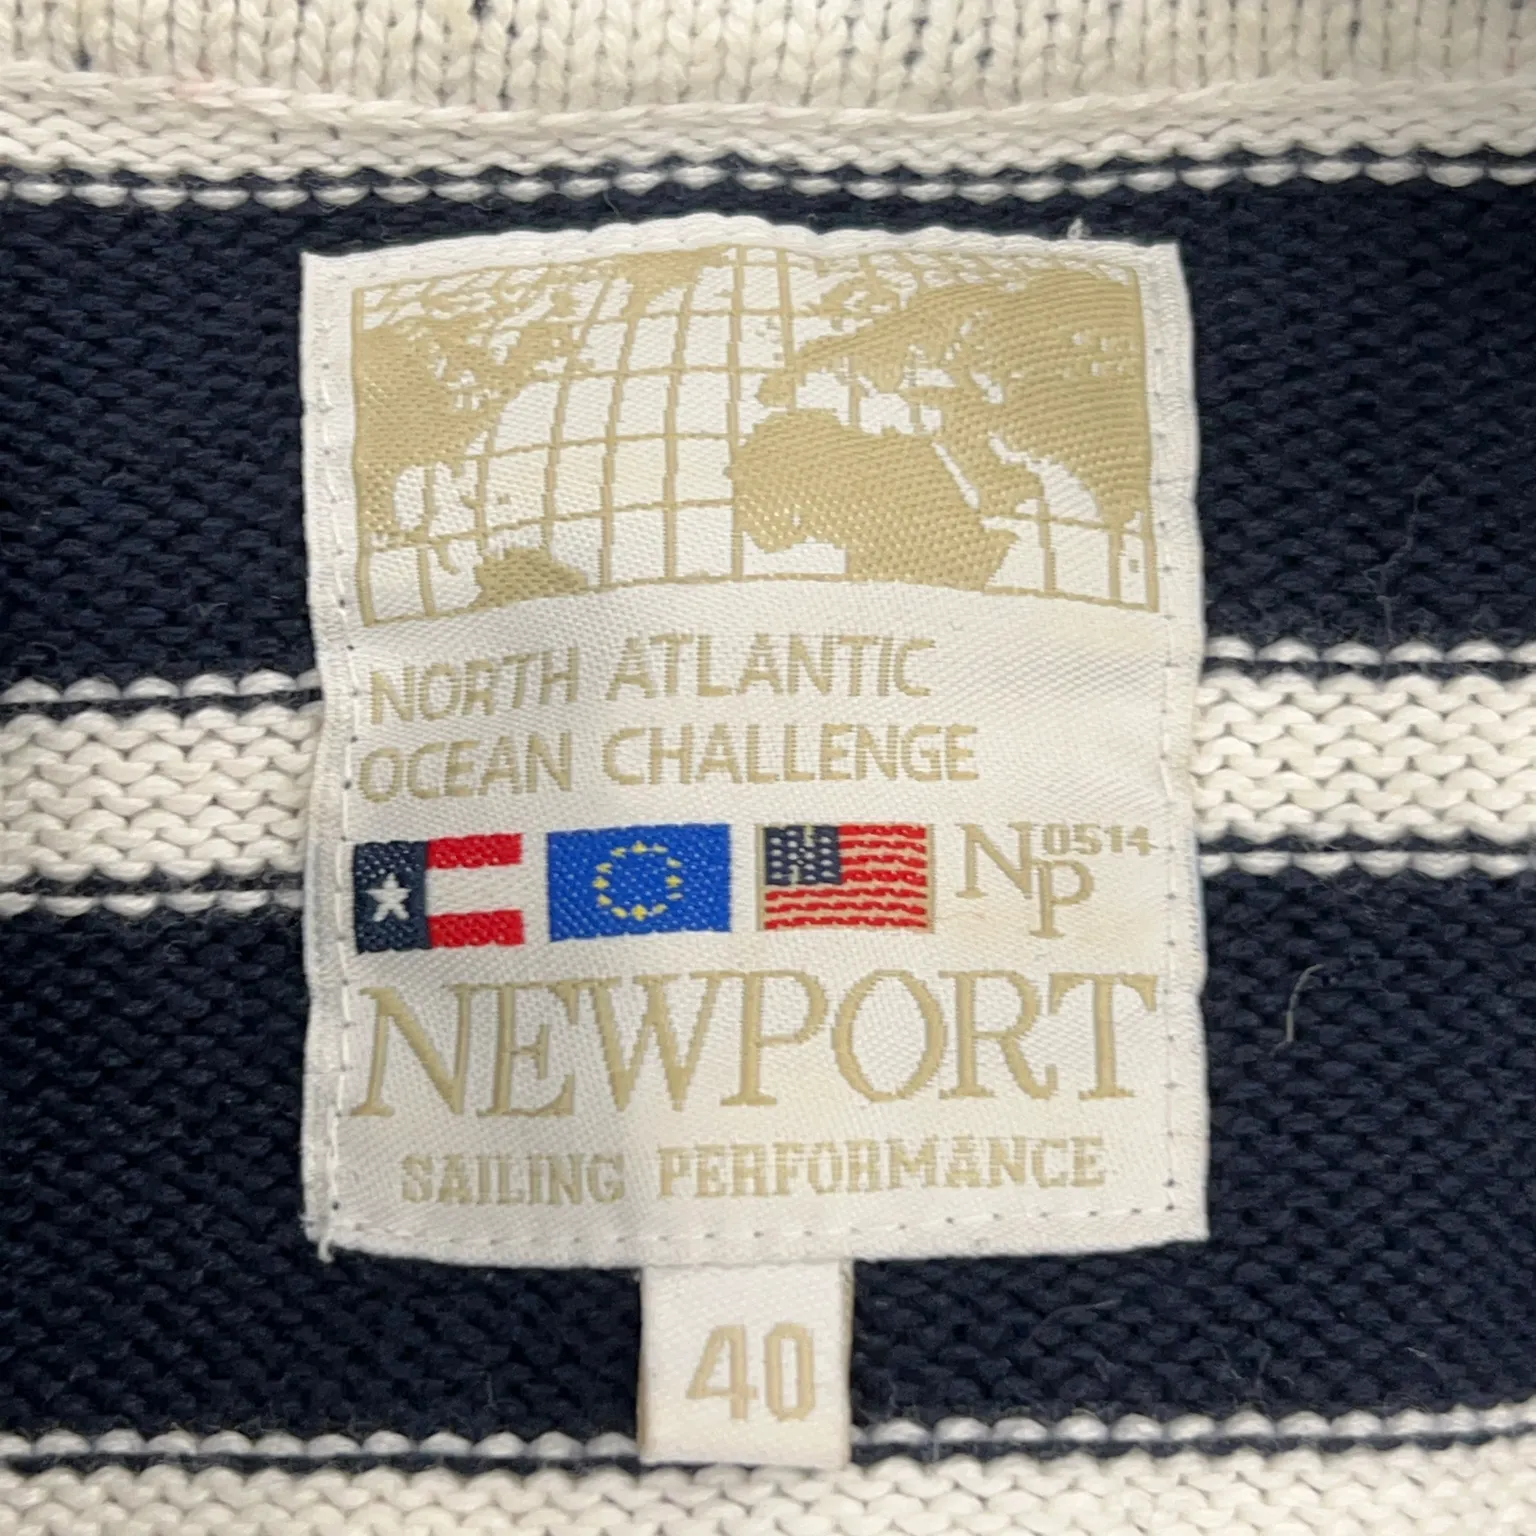 NORTH ATLANTIC
OCEAN CHALLENGE
NP 0514
NEWPORT
SAILING PERFORMANCE
40